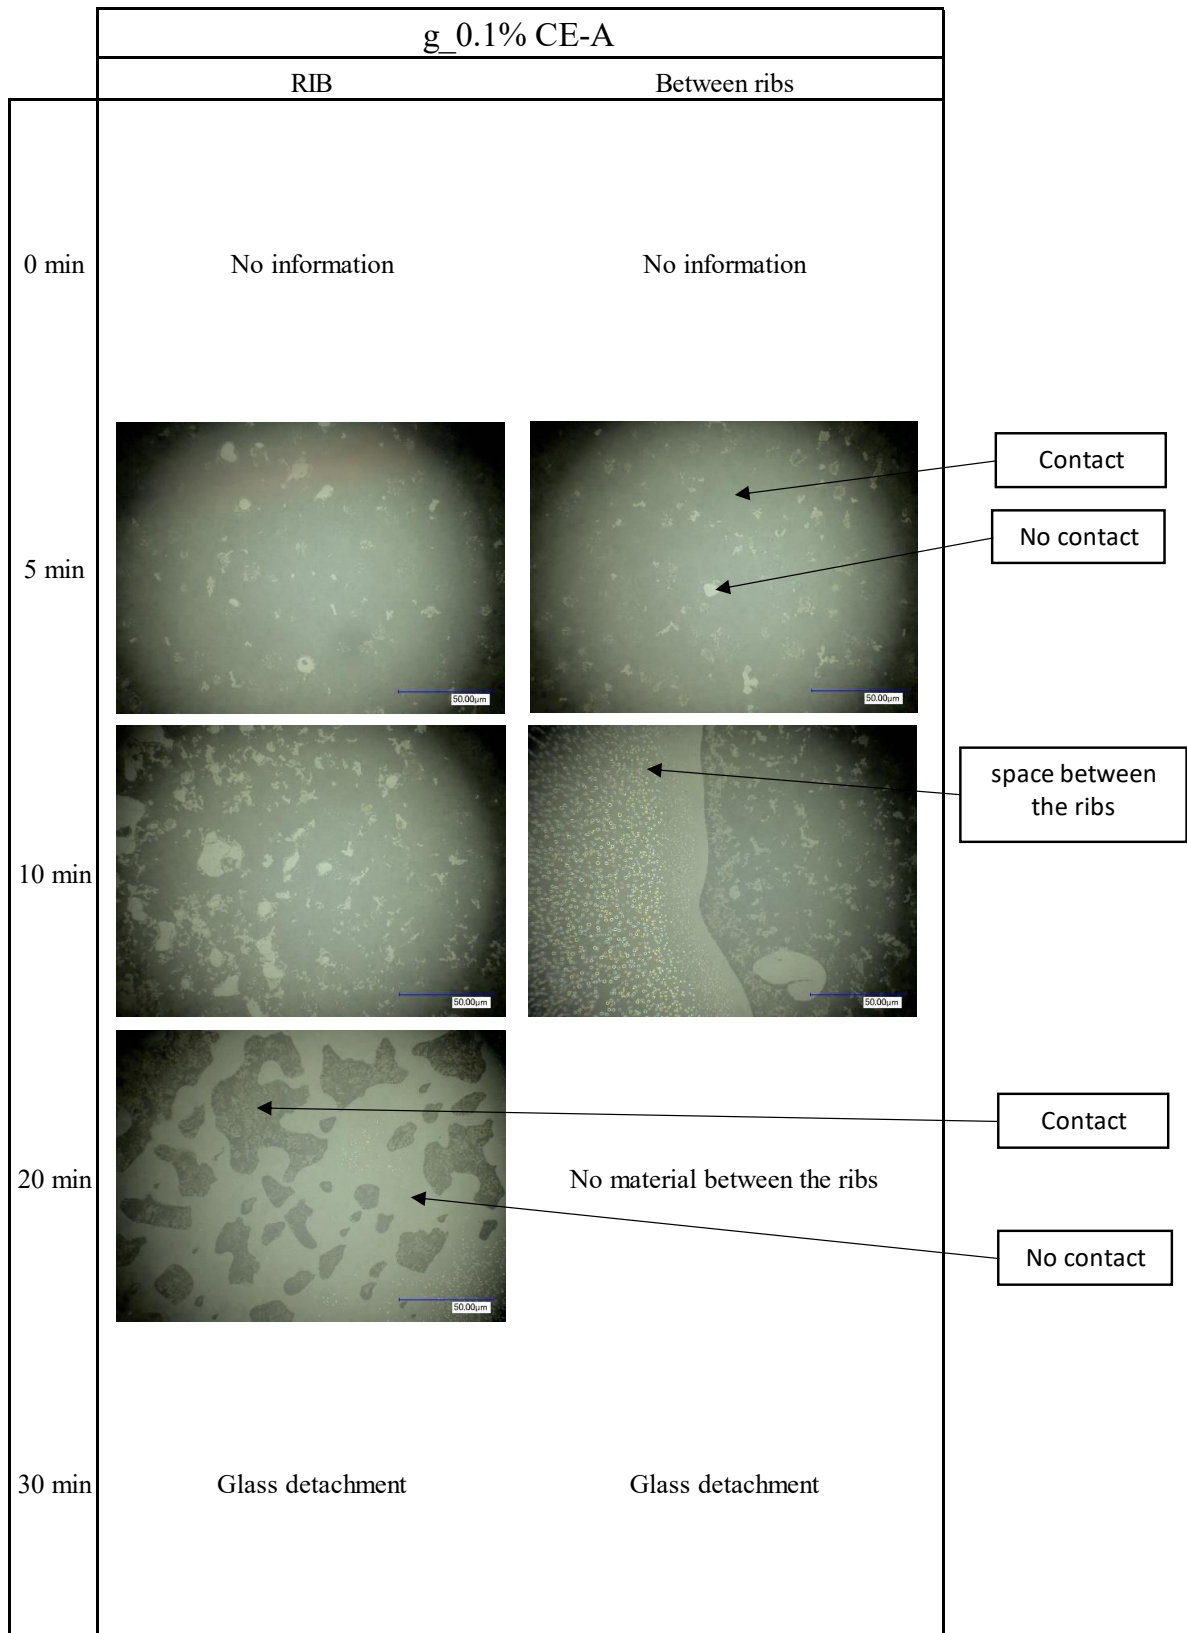 g_0.1% CE-A
RIB
Between ribs
0 min
No information
No information
Contact
No contact
5 min
50.00µm
50.00µm
space between
the ribs
10 min
50.00µm
50.00µm
Contact
20 min
No material between the ribs
No contact
50.00µm
30 min
Glass detachment
Glass detachment